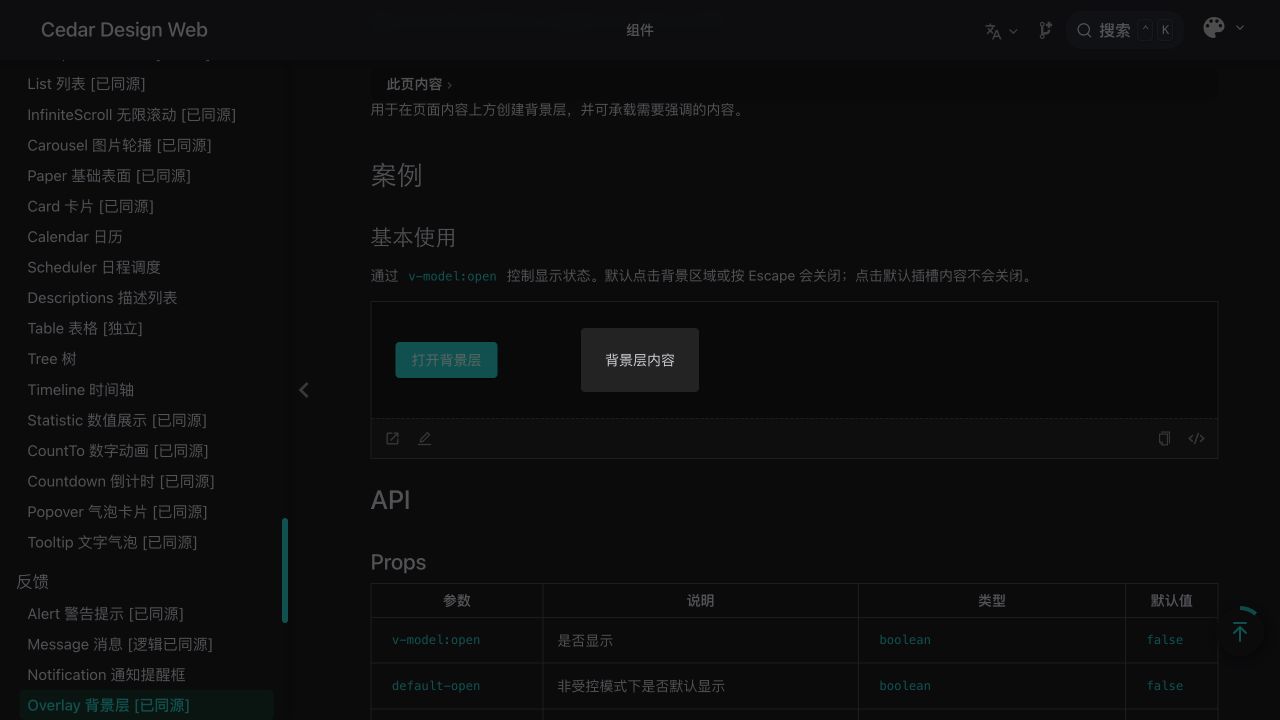 Cedar Design Web
组件
搜索 ^ K
List 列表 [已同源]
InfiniteScroll 无限滚动 [已同源]
Carousel 图片轮播 [已同源]
Paper 基础表面 [已同源]
Card 卡片 [已同源]
Calendar 日历
Scheduler 日程调度
Descriptions 描述列表
Table 表格 [独立]
Tree 树
Timeline 时间轴
Statistic 数值展示 [已同源]
CountTo 数字动画 [已同源]
Countdown 倒计时 [已同源]
Popover 气泡卡片 [已同源]
Tooltip 文字气泡 [已同源]
反馈
Alert 警告提示 [已同源]
Message 消息 [逻辑已同源]
Notification 通知提醒框
Overlay 背景层 [已同源]
此页内容 ›
用于在页面内容上方创建背景层，并可承载需要强调的内容。
案例
基本使用
通过 v-model:open 控制显示状态。默认点击背景区域或按 Escape 会关闭；点击默认插槽内容不会关闭。
打开背景层
背景层内容
API
Props
参数 说明 类型 默认值
v-model:open 是否显示 boolean false
default-open 非受控模式下是否默认显示 boolean false